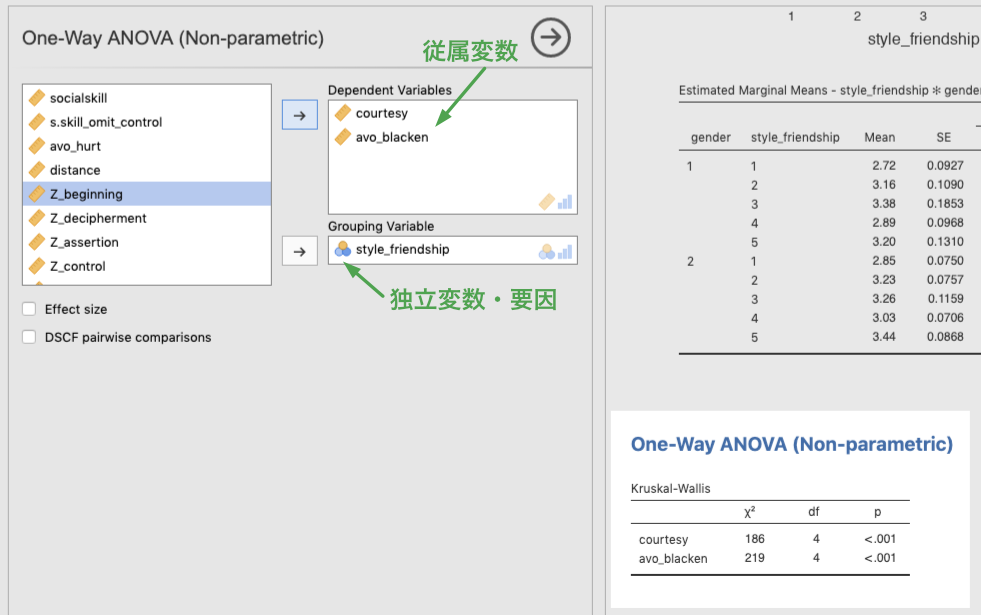 One-Way ANOVA (Non-parametric)
従属変数
socialskill
s.skill_omit_control
avo_hurt
distance
Z_beginning
Z_decipherment
Z_assertion
Z_control
Dependent Variables
courtesy
avo_blacken
Grouping Variable
style_friendship
独立変数・要因
Effect size
DSCF pairwise comparisons
1 2 3
style_friendship
Estimated Marginal Means - style_friendship ✻ gender
gender style_friendship Mean SE
1 1 2.72 0.0927
2 3.16 0.1090
3 3.38 0.1853
4 2.89 0.0968
5 3.20 0.1310
2 1 2.85 0.0750
2 3.23 0.0757
3 3.26 0.1159
4 3.03 0.0706
5 3.44 0.0868
One-Way ANOVA (Non-parametric)
Kruskal-Wallis
χ² df p
courtesy 186 4 <.001
avo_blacken 219 4 <.001